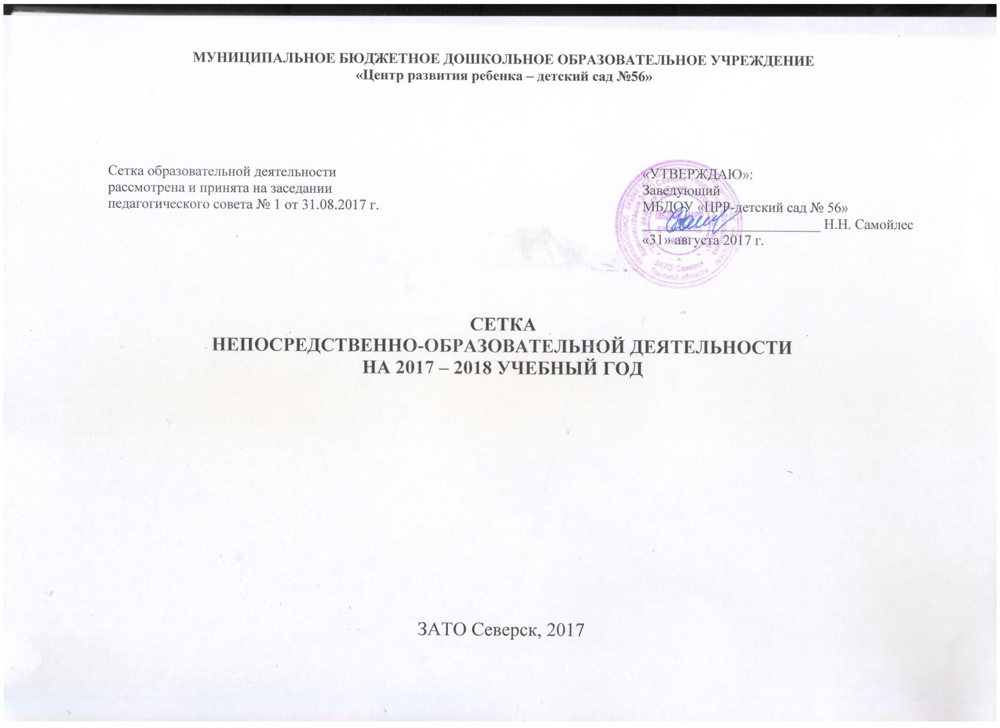 МУНИЦИПАЛЬНОЕ БЮДЖЕТНОЕ ДОШКОЛЬНОЕ ОБРАЗОВАТЕЛЬНОЕ УЧРЕЖДЕНИЕ
«Центр развития ребенка – детский сад №56»
Сетка образовательной деятельности
рассмотрена и принята на заседании
педагогического совета № 1 от 31.08.2017 г.
«УТВЕРЖДАЮ»:
Заведующий
МБДОУ «ЦРР-детский сад № 56»
Н.Н. Самойлес
«31» августа 2017 г.
ЗАТО Северск
Томской области
СЕТКА
НЕПОСРЕДСТВЕННО-ОБРАЗОВАТЕЛЬНОЙ ДЕЯТЕЛЬНОСТИ
НА 2017 – 2018 УЧЕБНЫЙ ГОД
ЗАТО Северск, 2017